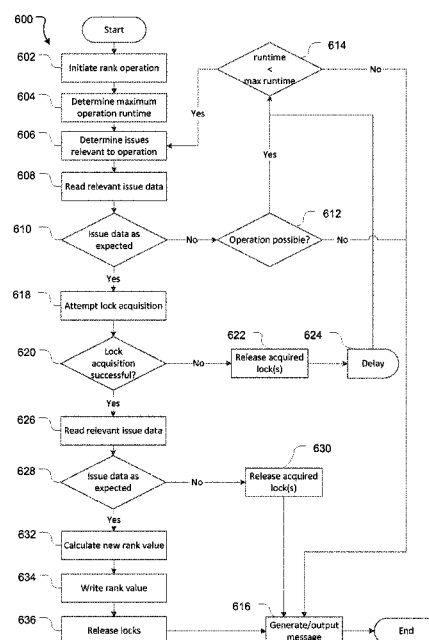 600
Start
602
Initiate rank operation
604
Determine maximum
operation runtime
606
Determine issues
relevant to operation
608
Read relevant issue data
610
Issue data as
expected
No
Yes
612
Operation possible?
No
Yes
614
runtime
<
max runtime
No
Yes
618
Attempt lock acquisition
620
Lock
acquisition
successful?
No
Yes
622
Release acquired
lock(s)
624
Delay
626
Read relevant issue data
628
Issue data as
expected
No
Yes
630
Release acquired
lock(s)
632
Calculate new rank value
634
Write rank value
636
Release locks
616
Generate/output
message
End